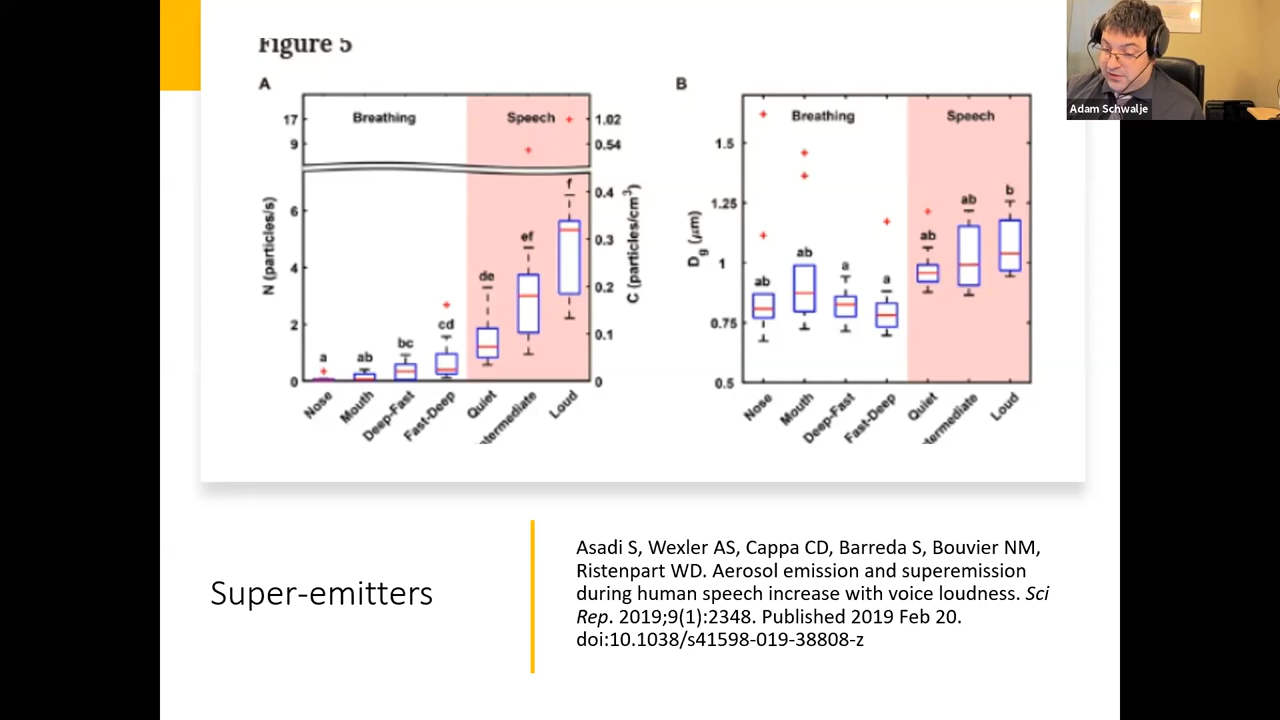 Figure 5
A
Breathing
Speech
17
9
6
4
2
0
1.02
0.54
0.4
0.3
0.2
0.1
0
N (particles/s)
C (particles/cm³)
a
ab
bc
cd
de
ef
f
Nose
Mouth
Deep-Fast
Fast-Deep
Quiet
ntermediate
Loud
B
Breathing
Speech
1.5
1.25
1
0.75
0.5
Dg (μm)
ab
ab
a
a
ab
ab
b
Nose
Mouth
Deep-Fast
Fast-Deep
Quiet
termediate
Loud
Adam Schwalje
Super-emitters
Asadi S, Wexler AS, Cappa CD, Barreda S, Bouvier NM,
Ristenpart WD. Aerosol emission and superemission
during human speech increase with voice loudness. Sci
Rep. 2019;9(1):2348. Published 2019 Feb 20.
doi:10.1038/s41598-019-38808-z